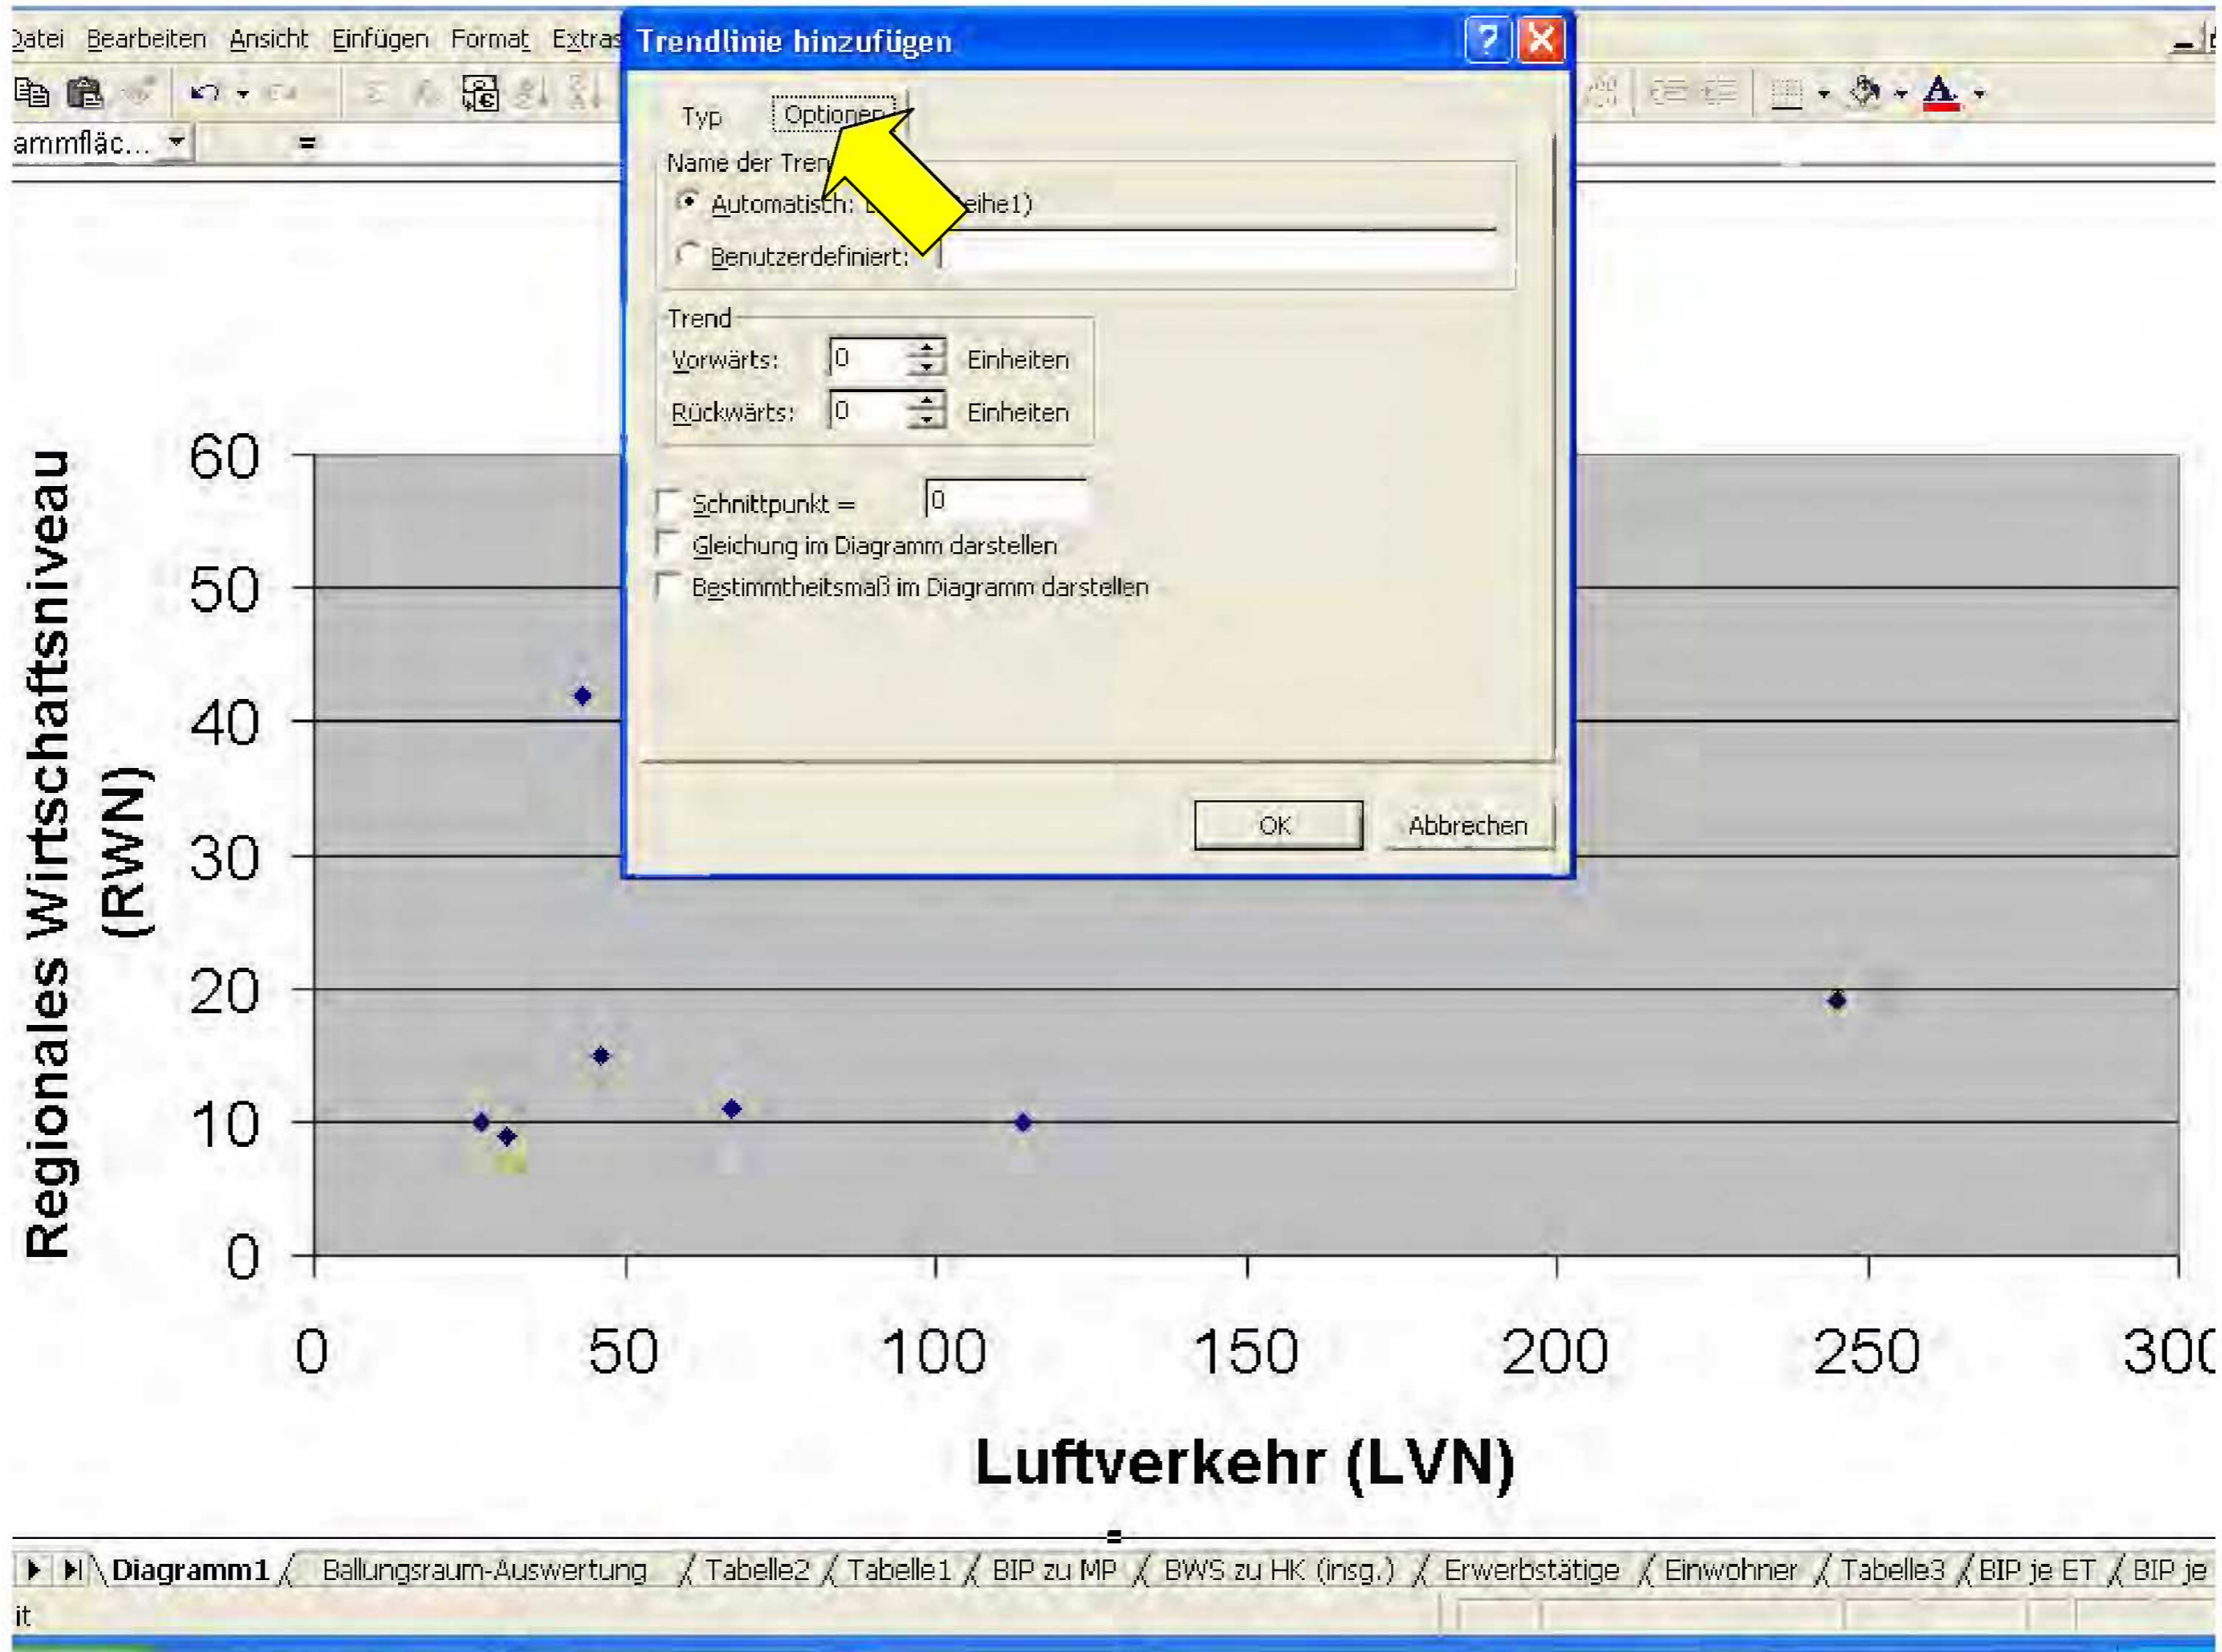 Datei Bearbeiten Ansicht Einfügen Format Extras
Trendlinie hinzufügen
ammfläc... =
Typ Optionen
Name der Tren
Automatisch: eihe1)
Benutzerdefiniert:
Trend
Vorwärts: 0 Einheiten
Rückwärts: 0 Einheiten
Schnittpunkt = 0
Gleichung im Diagramm darstellen
Bestimmtheitsmaß im Diagramm darstellen
OK Abbrechen
Regionales Wirtschaftsniveau
(RWN)
60
50
40
30
20
10
0
0 50 100 150 200 250 300
Luftverkehr (LVN)
Diagramm1 Ballungsraum-Auswertung Tabelle2 Tabelle1 BIP zu MP BWS zu HK (insg.) Erwerbstätige Einwohner Tabelle3 BIP je ET BIP je
it